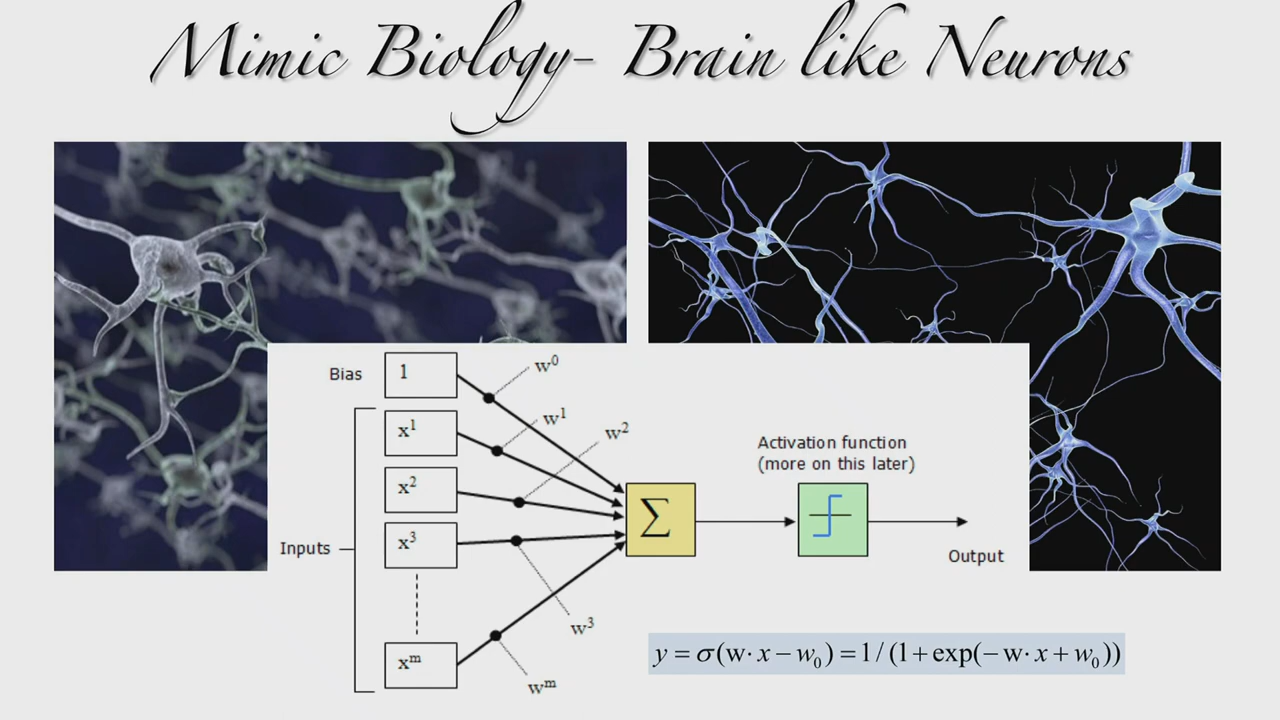 Mimic Biology- Brain like Neurons
Bias
1
w⁰
x¹
w¹
x²
w²
x³
w³
Inputs
xᵐ
wᵐ
Σ
Activation function
(more on this later)
Output
y = σ(w· x − w₀) = 1 / (1 + exp(− w· x + w₀))